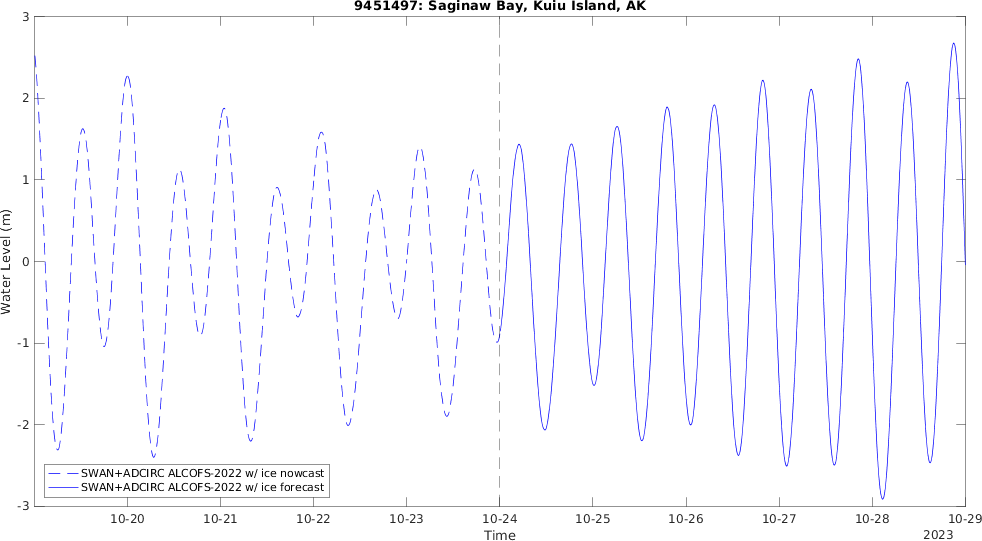 9451497: Saginaw Bay, Kuiu Island, AK
3
2
1
0
-1
-2
-3
Water Level (m)
SWAN+ADCIRC ALCOFS-2022 w/ ice nowcast
SWAN+ADCIRC ALCOFS-2022 w/ ice forecast
10-20 10-21 10-22 10-23 10-24 10-25 10-26 10-27 10-28 10-29
Time
2023